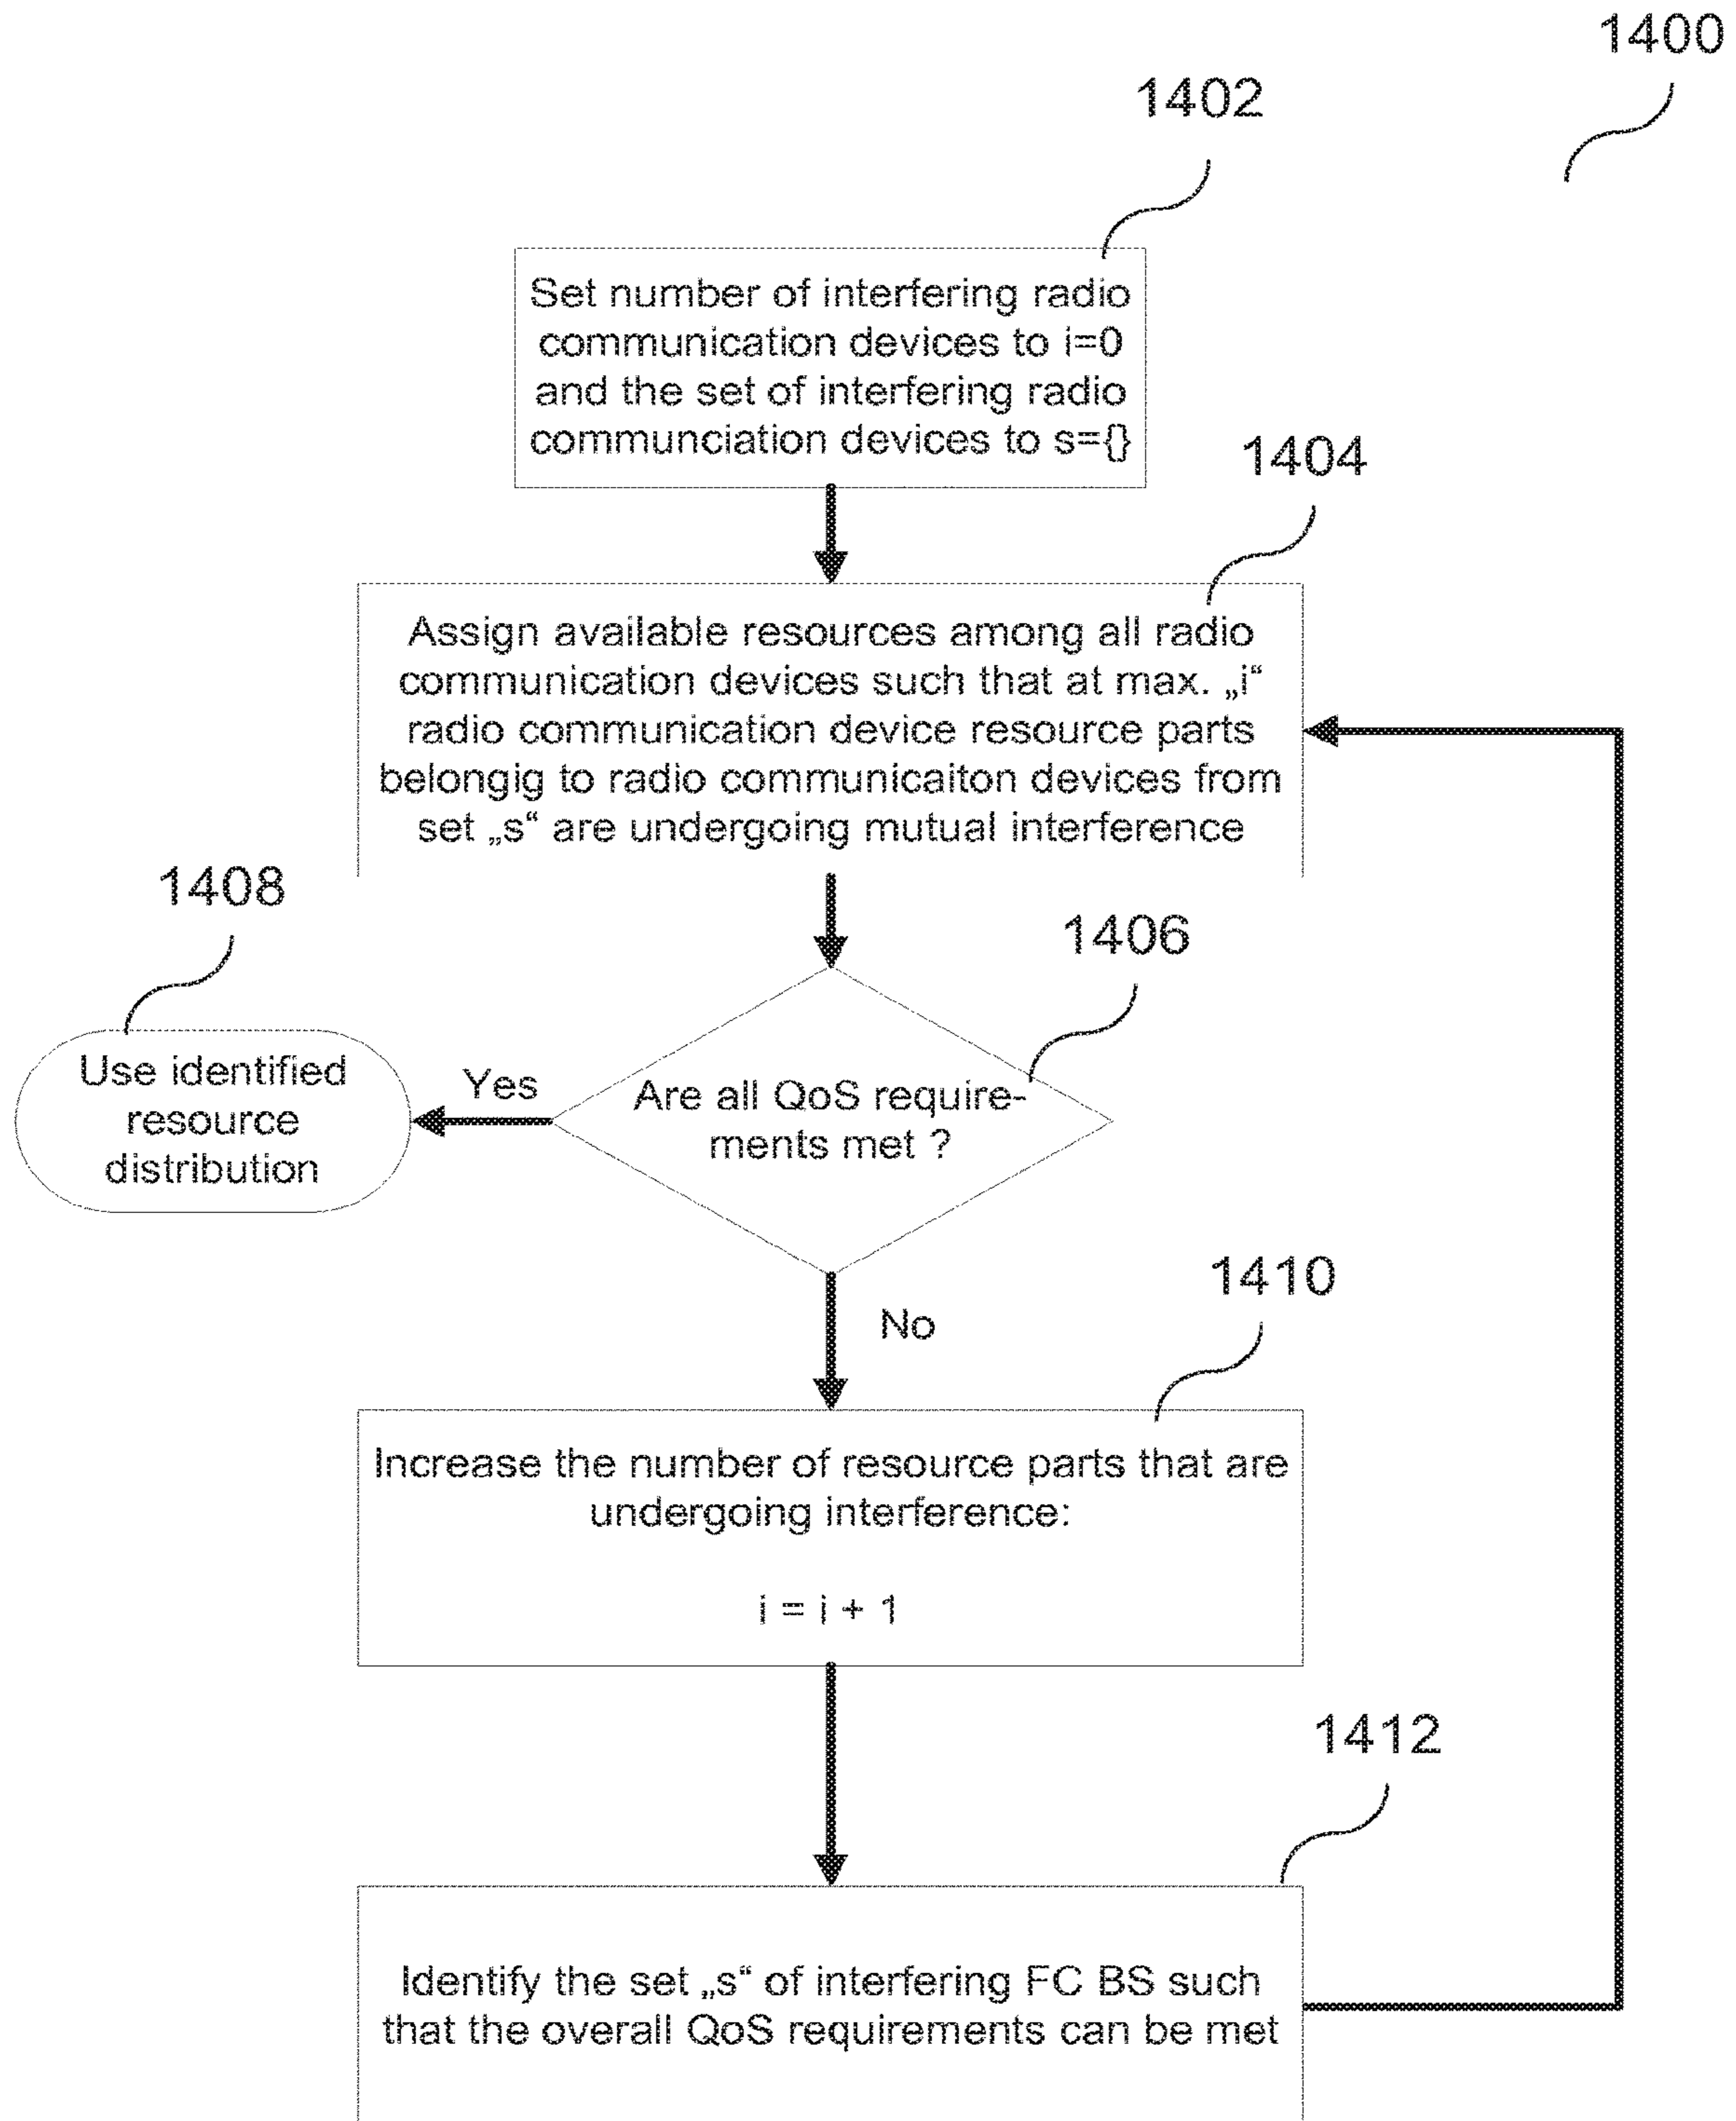 1400
1402
Set number of interfering radio
communication devices to i=0
and the set of interfering radio
communciation devices to s={}
1404
Assign available resources among all radio
communication devices such that at max. „i“
radio communication device resource parts
belongig to radio communicaiton devices from
set „s“ are undergoing mutual interference
1408
1406
Use identified
resource
distribution
Yes
Are all QoS require-
ments met ?
No
1410
Increase the number of resource parts that are
undergoing interference:
i = i + 1
1412
Identify the set „s“ of interfering FC BS such
that the overall QoS requirements can be met